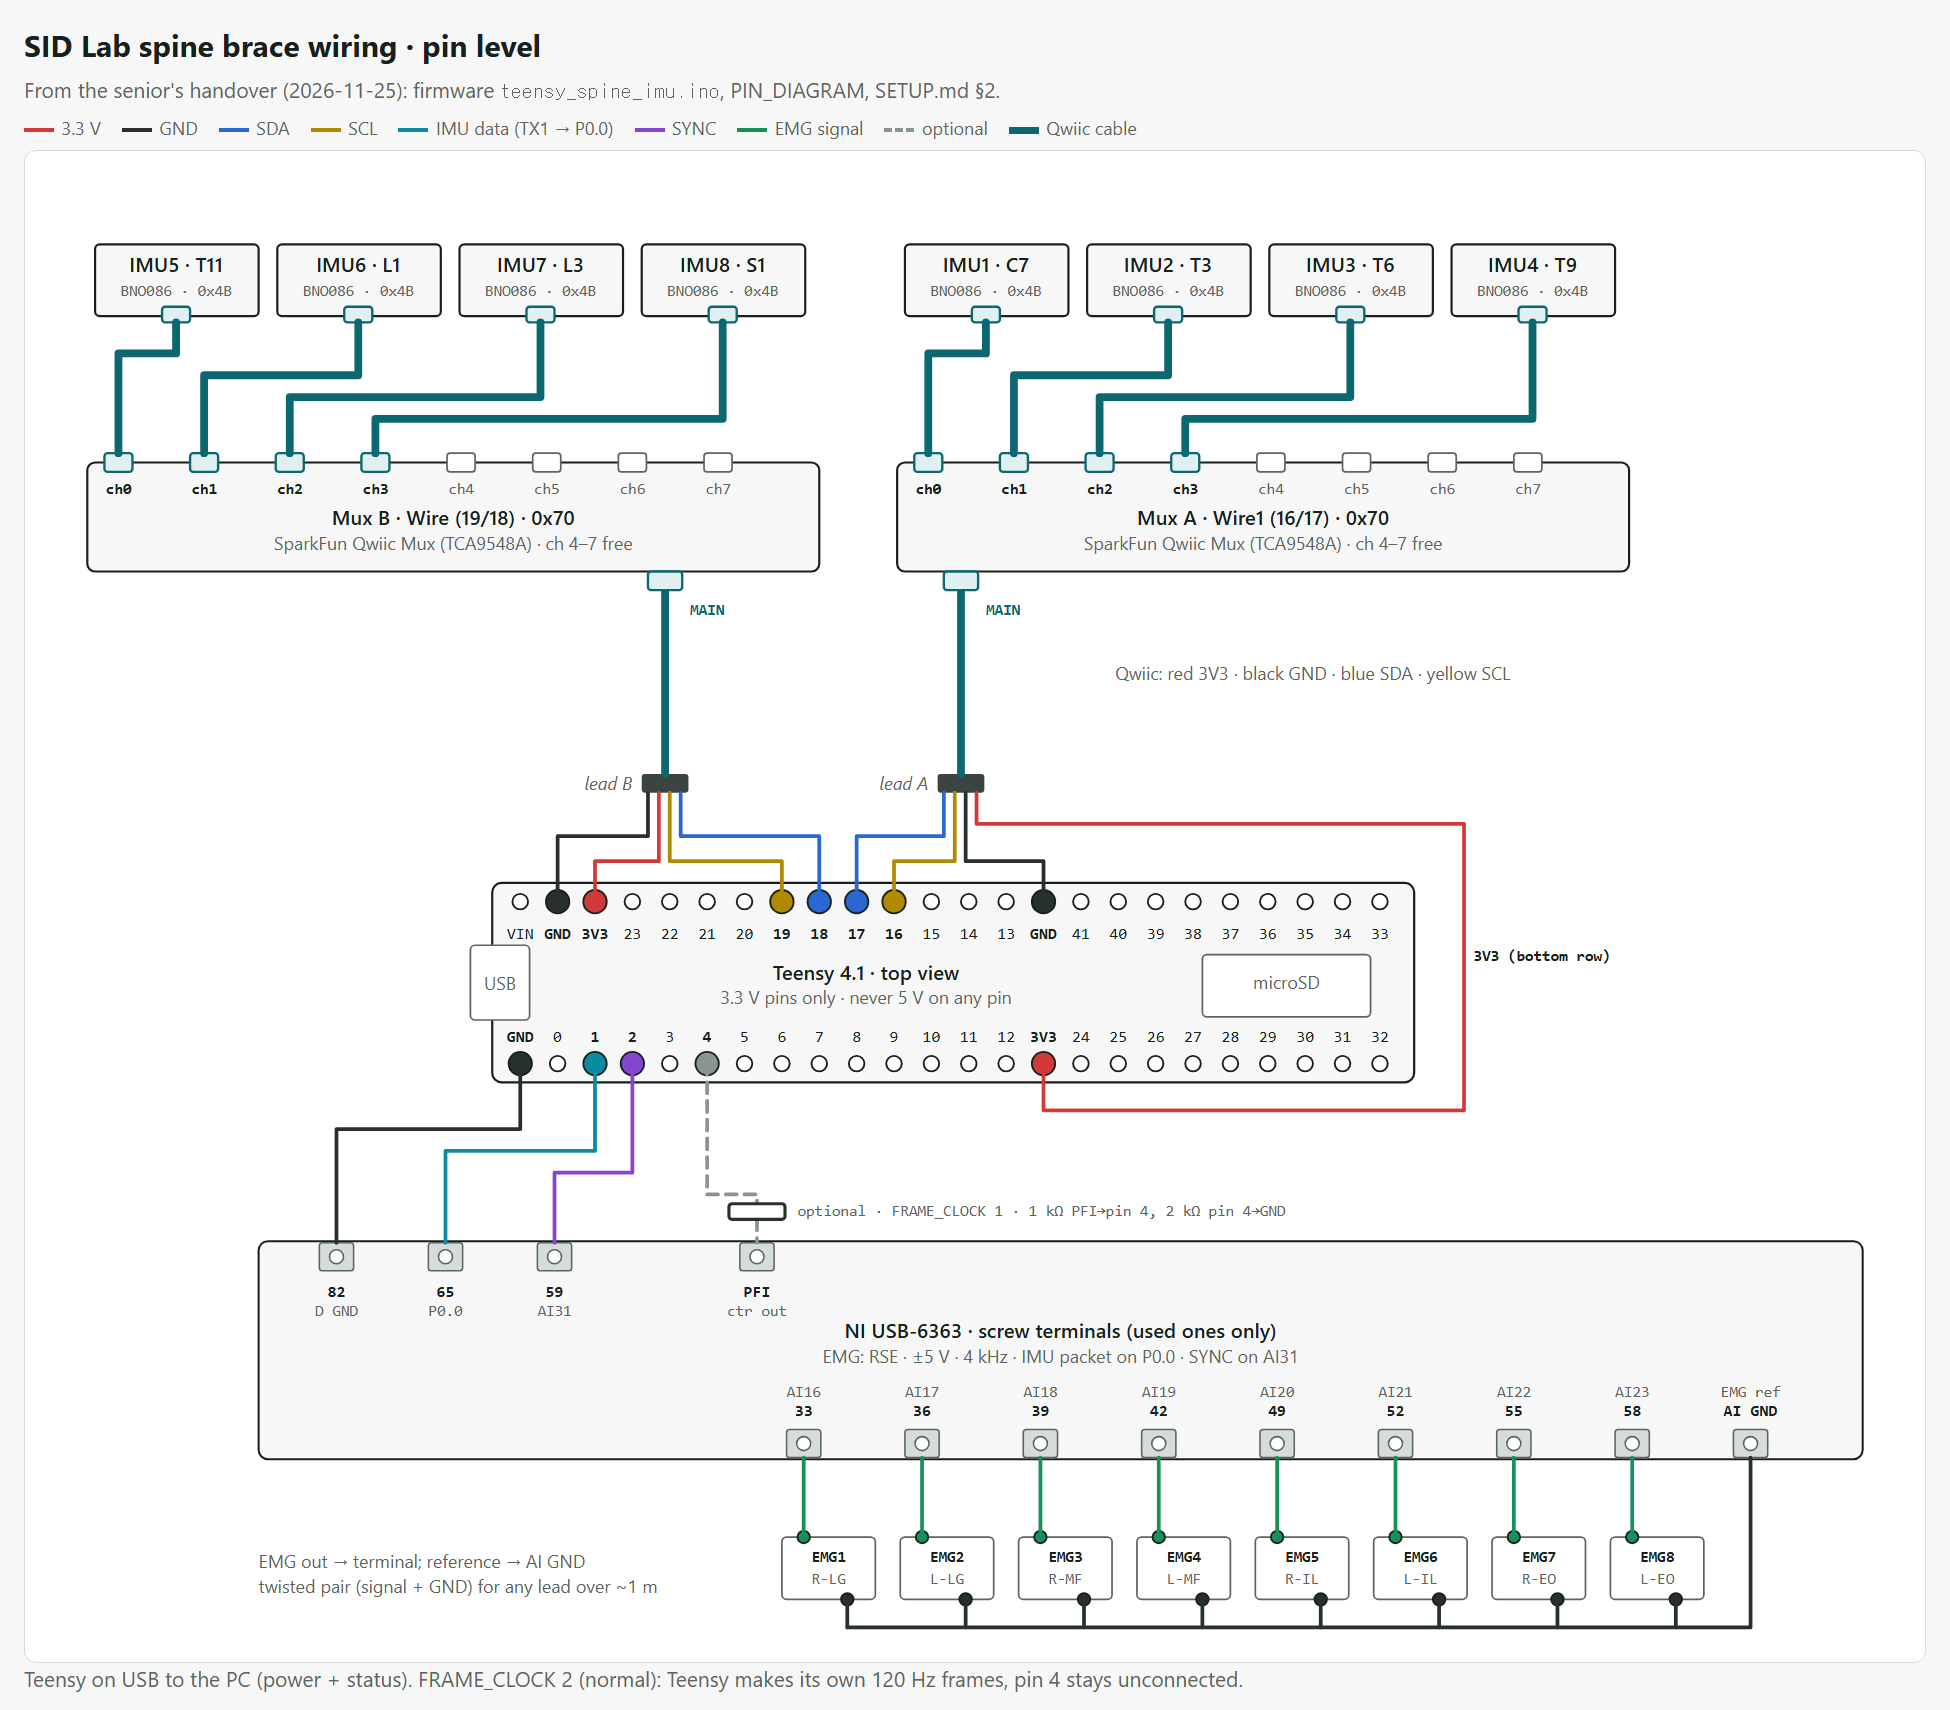 SID Lab spine brace wiring · pin level
From the senior's handover (2026-11-25): firmware teensy_spine_imu.ino, PIN_DIAGRAM, SETUP.md §2.
3.3 V GND SDA SCL IMU data (TX1 → P0.0) SYNC EMG signal optional Qwiic cable
IMU5 · T11 IMU6 · L1 IMU7 · L3 IMU8 · S1 IMU1 · C7 IMU2 · T3 IMU3 · T6 IMU4 · T9
BNO086 · 0x4B BNO086 · 0x4B BNO086 · 0x4B BNO086 · 0x4B BNO086 · 0x4B BNO086 · 0x4B BNO086 · 0x4B BNO086 · 0x4B
ch0 ch1 ch2 ch3 ch4 ch5 ch6 ch7 ch0 ch1 ch2 ch3 ch4 ch5 ch6 ch7
Mux B · Wire (19/18) · 0x70 Mux A · Wire1 (16/17) · 0x70
SparkFun Qwiic Mux (TCA9548A) · ch 4–7 free SparkFun Qwiic Mux (TCA9548A) · ch 4–7 free
MAIN MAIN
Qwiic: red 3V3 · black GND · blue SDA · yellow SCL
lead B lead A
VIN GND 3V3 23 22 21 20 19 18 17 16 15 14 13 GND 41 40 39 38 37 36 35 34 33
3V3 (bottom row)
Teensy 4.1 · top view
USB microSD
3.3 V pins only · never 5 V on any pin
GND 0 1 2 3 4 5 6 7 8 9 10 11 12 3V3 24 25 26 27 28 29 30 31 32
optional · FRAME_CLOCK 1 · 1 kΩ PFI→pin 4, 2 kΩ pin 4→GND
82 65 59 PFI
D GND P0.0 AI31 ctr out
NI USB-6363 · screw terminals (used ones only)
EMG: RSE · ±5 V · 4 kHz · IMU packet on P0.0 · SYNC on AI31
AI16 AI17 AI18 AI19 AI20 AI21 AI22 AI23 EMG ref
33 36 39 42 49 52 55 58 AI GND
EMG1 EMG2 EMG3 EMG4 EMG5 EMG6 EMG7 EMG8
R-LG L-LG R-MF L-MF R-IL L-IL R-EO L-EO
EMG out → terminal; reference → AI GND
twisted pair (signal + GND) for any lead over ~1 m
Teensy on USB to the PC (power + status). FRAME_CLOCK 2 (normal): Teensy makes its own 120 Hz frames, pin 4 stays unconnected.